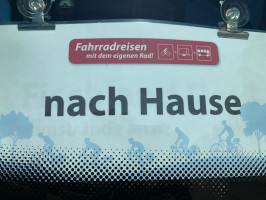 Fahrradreisen
mit dem eigenen Rad!
nach Hause